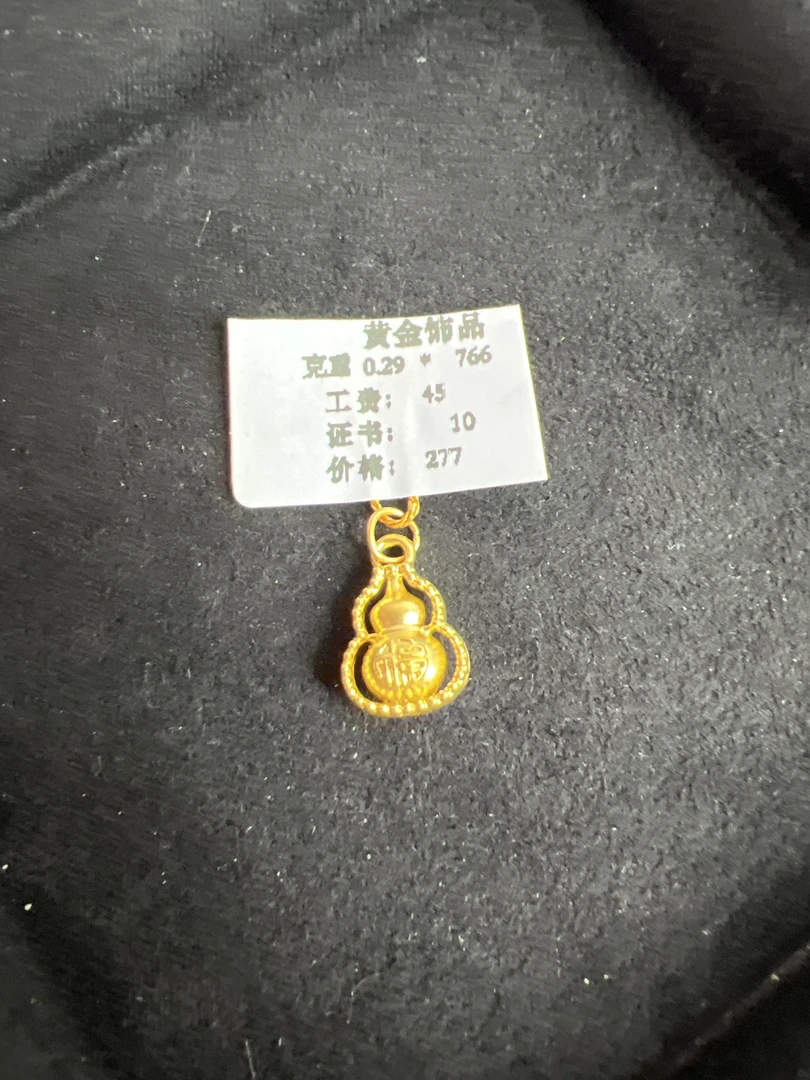 黄金饰品
克重 0.29 * 766
工费： 45
证书： 10
价格： 277
福